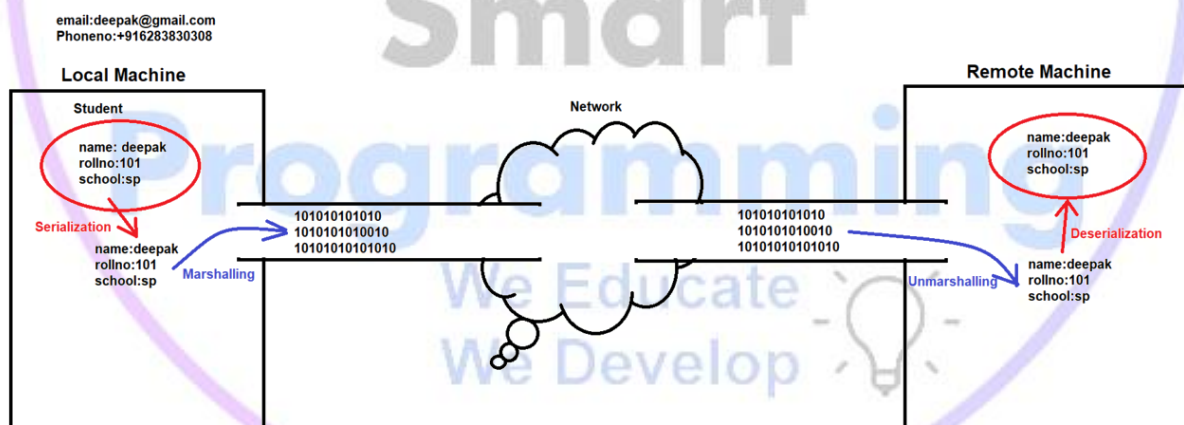 email:deepak@gmail.com
Phoneno:+916283830308
Smart
Programming
We Educate
We Develop
Local Machine
Student
name: deepak
rollno:101
school:sp
Serialization
name:deepak
rollno:101
school:sp
Marshalling
Network
101010101010
1010101010010
10101010101010
101010101010
1010101010010
10101010101010
Unmarshalling
Remote Machine
name:deepak
rollno:101
school:sp
Deserialization
name:deepak
rollno:101
school:sp